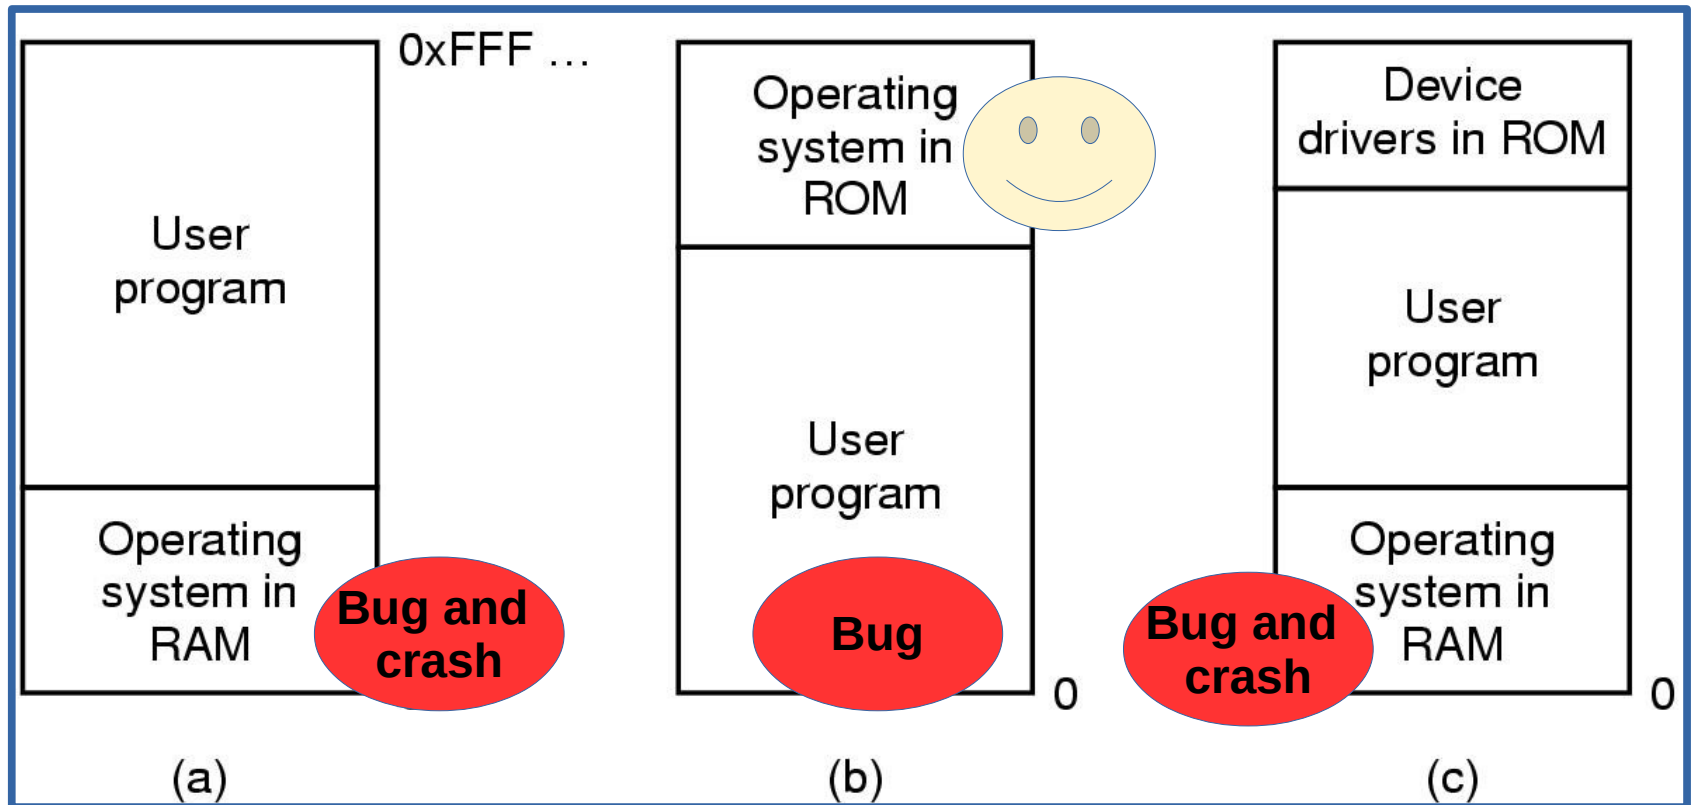 0xFFF ...
User
program
Operating
system in
RAM
Bug and
crash
(a)
Operating
system in
ROM
User
program
Bug
0
(b)
Device
drivers in ROM
User
program
Operating
system in
RAM
Bug and
crash
0
(c)